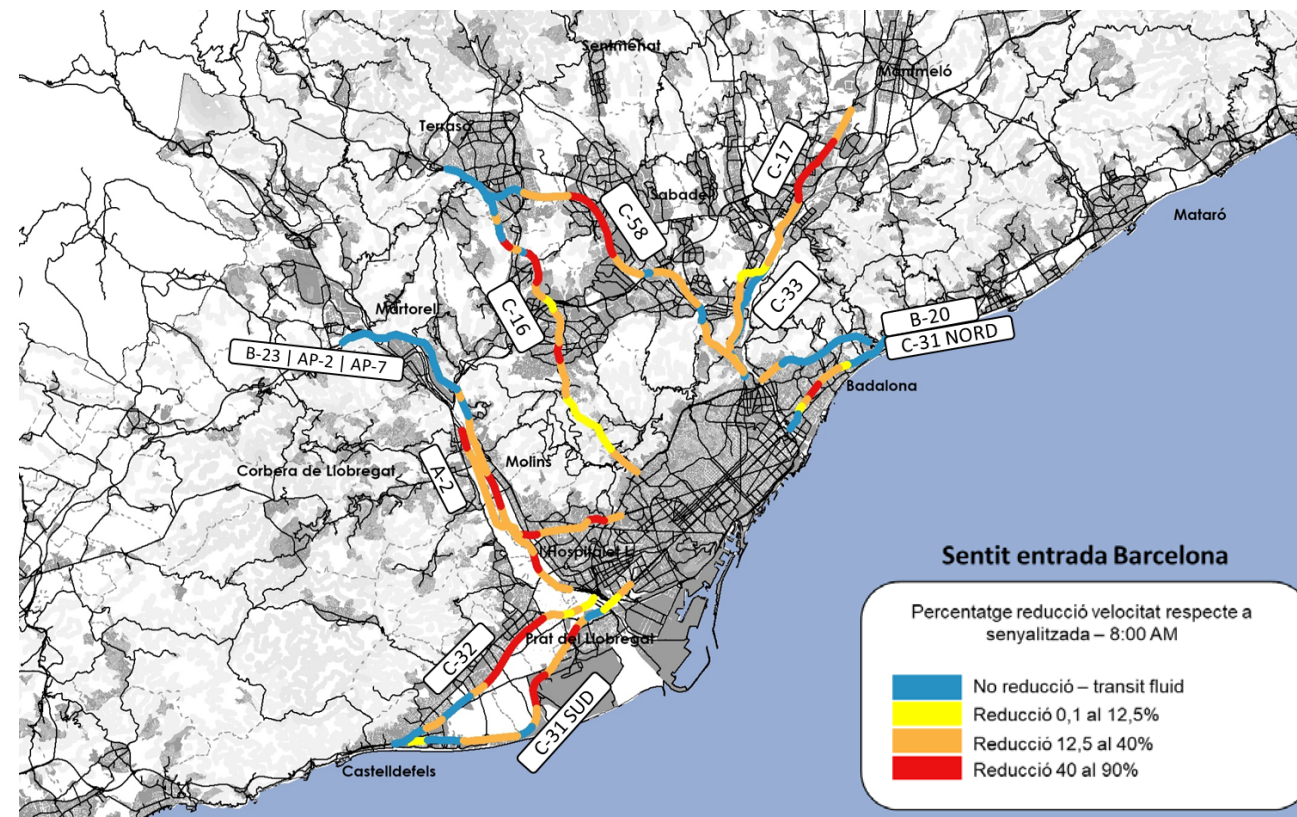 Sentmenat
Montmeló
Terrassa
C-17
Sabadell
C-58
Mataró
C-33
C-16
Martorell
B-20
C-31 NORD
B-23 | AP-2 | AP-7
Badalona
Molins
Corbera de Llobregat
A-2
l'Hospitalet L.
Prat del Llobregat
C-32
C-31 SUD
Castelldefels
Sentit entrada Barcelona
Percentatge reducció velocitat respecte a
senyalitzada – 8:00 AM
No reducció – transit fluid
Reducció 0,1 al 12,5%
Reducció 12,5 al 40%
Reducció 40 al 90%